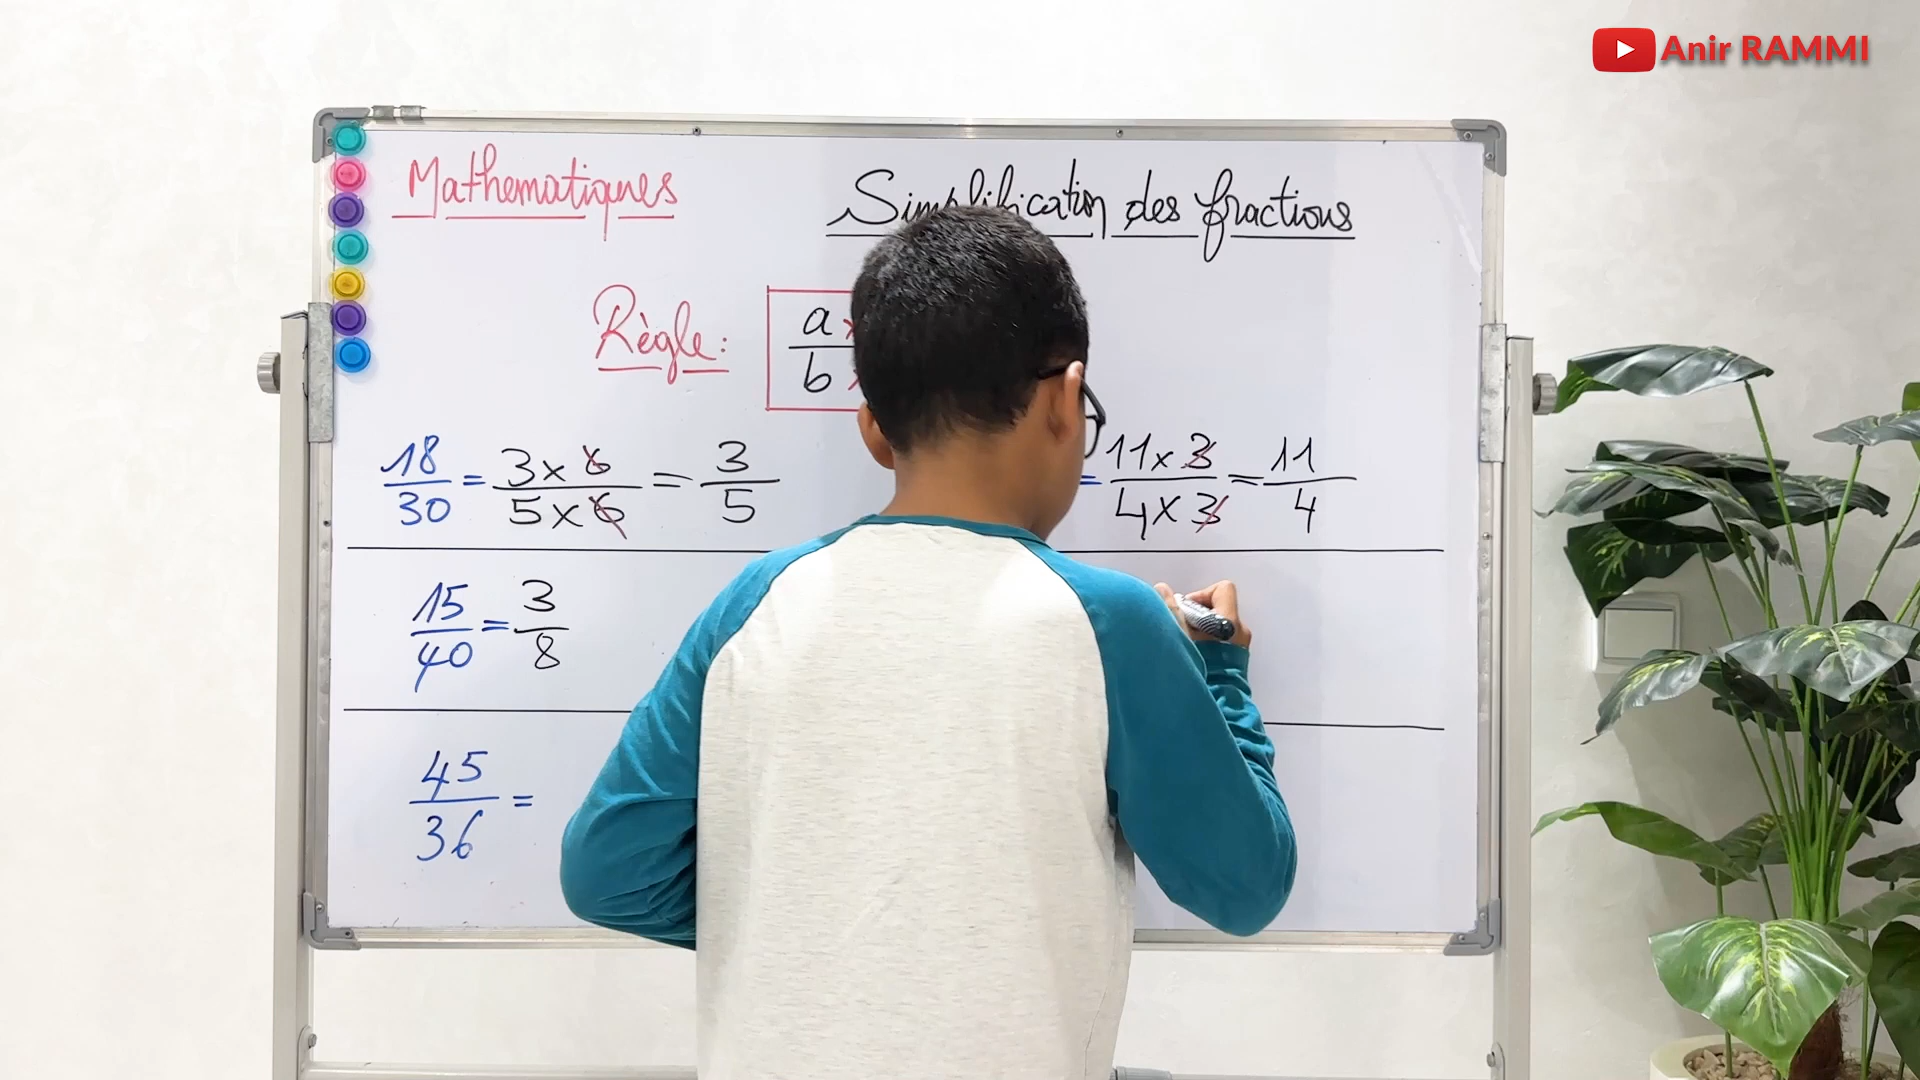 Anir RAMMI
Mathematiques
Simplification des fractions
Règle: a× / b×
18/30 = 3×6/5×6 = 3/5
= 11×3/4×3 = 11/4
15/40 = 3/8
45/36 =